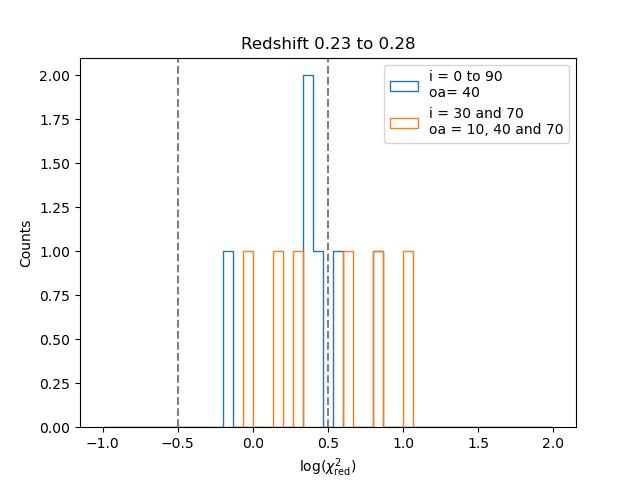 Redshift 0.23 to 0.28
i = 0 to 90
oa= 40
i = 30 and 70
oa = 10, 40 and 70
Counts
2.00
1.75
1.50
1.25
1.00
0.75
0.50
0.25
0.00
−1.0 −0.5 0.0 0.5 1.0 1.5 2.0
log(χ²red)